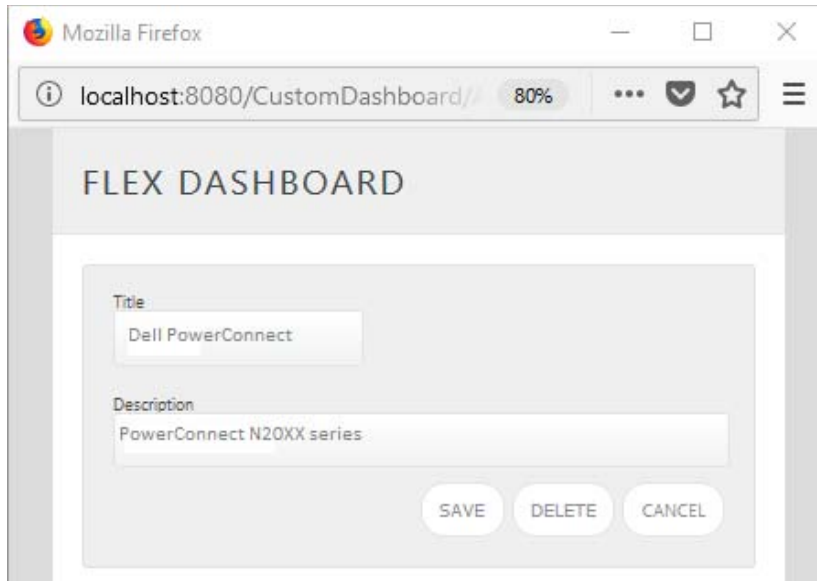 Mozilla Firefox
localhost:8080/CustomDashboard/
80%
FLEX DASHBOARD
Title
Dell PowerConnect
Description
PowerConnect N20XX series
SAVE DELETE CANCEL